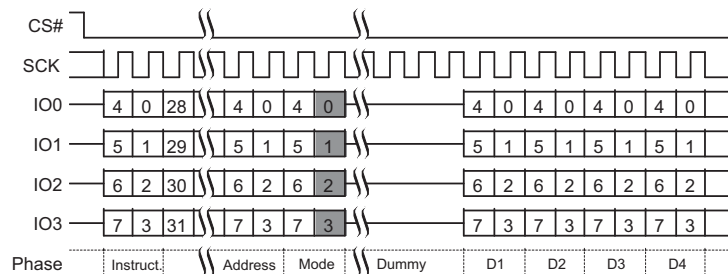 CS#
SCK
IO0 4 0 28 4 0 4 0 4 0 4 0 4 0 4 0
IO1 5 1 29 5 1 5 1 5 1 5 1 5 1 5 1
IO2 6 2 30 6 2 6 2 6 2 6 2 6 2 6 2
IO3 7 3 31 7 3 7 3 7 3 7 3 7 3 7 3
Phase Instruct. Address Mode Dummy D1 D2 D3 D4